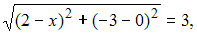 √((2 − x)² + (−3 − 0)²) = 3,